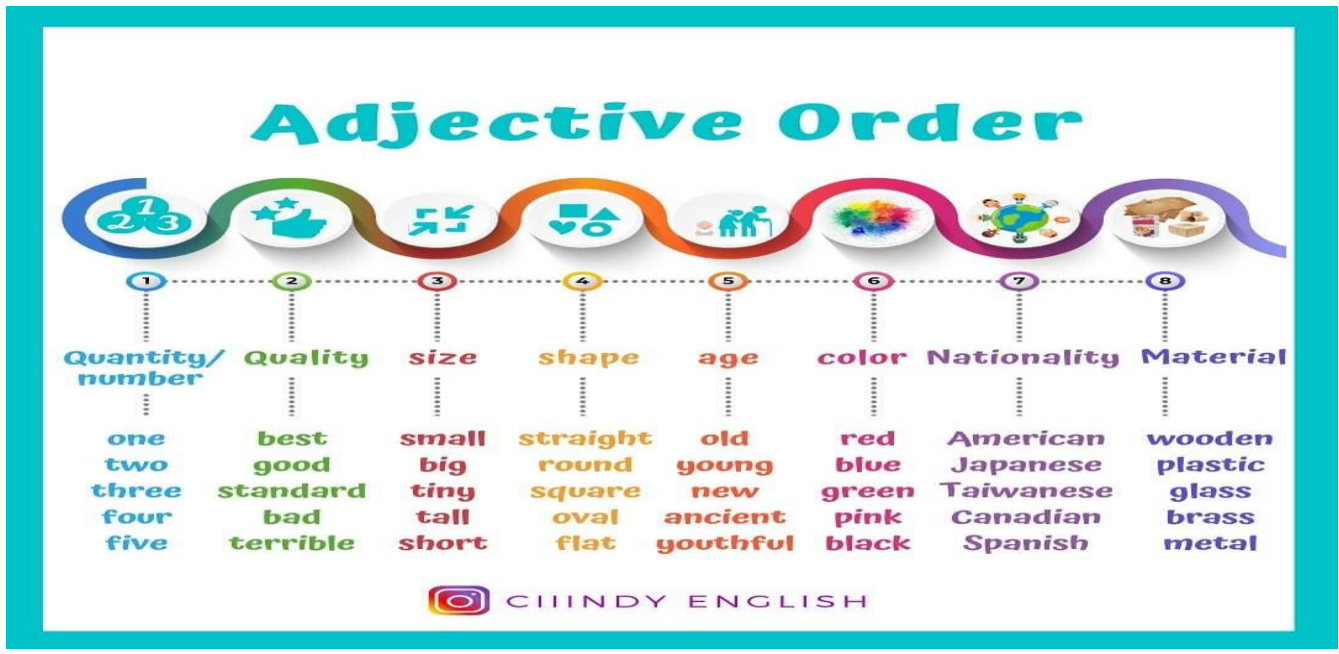 Adjective Order
1 2 3
1 2 3 4 5 6 7 8
Quantity/ Quality size shape age color Nationality Material
number
one best small straight old red American wooden
two good big round young blue Japanese plastic
three standard tiny square new green Taiwanese glass
four bad tall oval ancient pink Canadian brass
five terrible short flat youthful black Spanish metal
CIIINDY ENGLISH